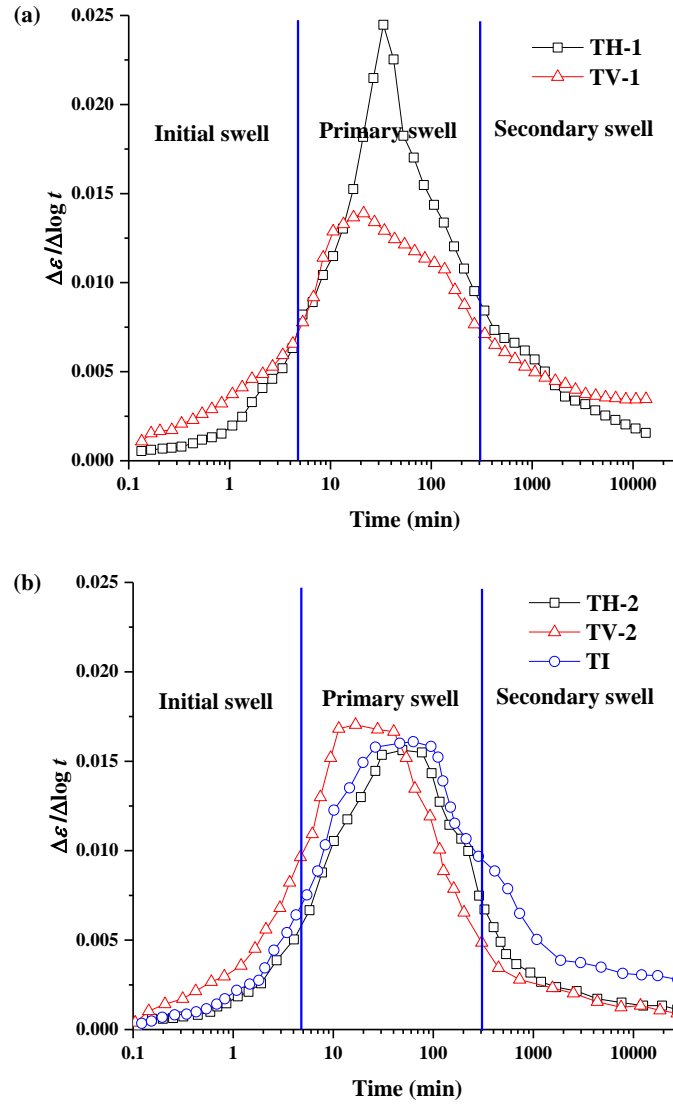 (a)
0.025
0.020
0.015
0.010
0.005
0.000
Δε/Δlog t
TH-1
TV-1
Initial swell
Primary swell
Secondary swell
0.1
1
10
100
1000
10000
Time (min)
(b)
0.025
0.020
0.015
0.010
0.005
0.000
Δε/Δlog t
TH-2
TV-2
TI
Initial swell
Primary swell
Secondary swell
0.1
1
10
100
1000
10000
Time (min)